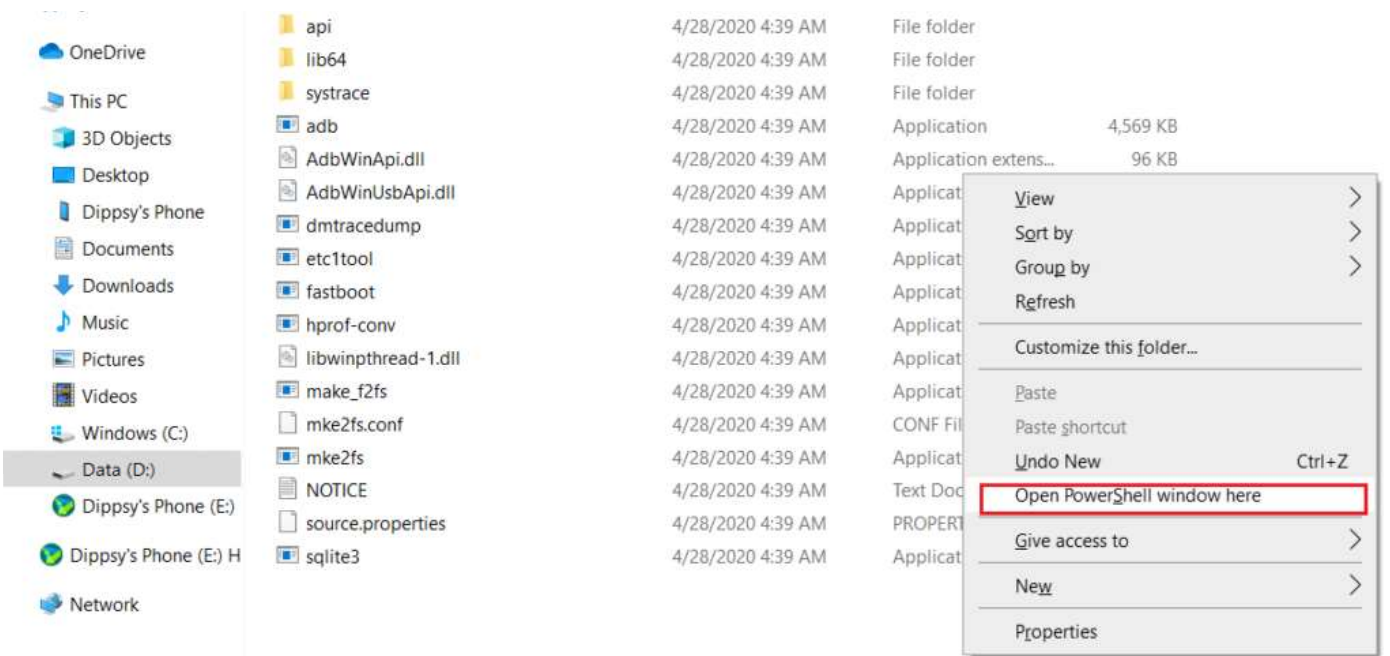 OneDrive
This PC
3D Objects
Desktop
Dippsy's Phone
Documents
Downloads
Music
Pictures
Videos
Windows (C:)
Data (D:)
Dippsy's Phone (E:)
Dippsy's Phone (E:) H
Network
api 4/28/2020 4:39 AM File folder
lib64 4/28/2020 4:39 AM File folder
systrace 4/28/2020 4:39 AM File folder
adb 4/28/2020 4:39 AM Application 4,569 KB
AdbWinApi.dll 4/28/2020 4:39 AM Application extens... 96 KB
AdbWinUsbApi.dll 4/28/2020 4:39 AM Applicat
dmtracedump 4/28/2020 4:39 AM Applicat
etc1tool 4/28/2020 4:39 AM Applicat
fastboot 4/28/2020 4:39 AM Applicat
hprof-conv 4/28/2020 4:39 AM Applicat
libwinpthread-1.dll 4/28/2020 4:39 AM Applicat
make_f2fs 4/28/2020 4:39 AM Applicat
mke2fs.conf 4/28/2020 4:39 AM CONF Fil
mke2fs 4/28/2020 4:39 AM Applicat
NOTICE 4/28/2020 4:39 AM Text Doc
source.properties 4/28/2020 4:39 AM PROPERT
sqlite3 4/28/2020 4:39 AM Applicat
View
Sort by
Group by
Refresh
Customize this folder...
Paste
Paste shortcut
Undo New Ctrl+Z
Open PowerShell window here
Give access to
New
Properties